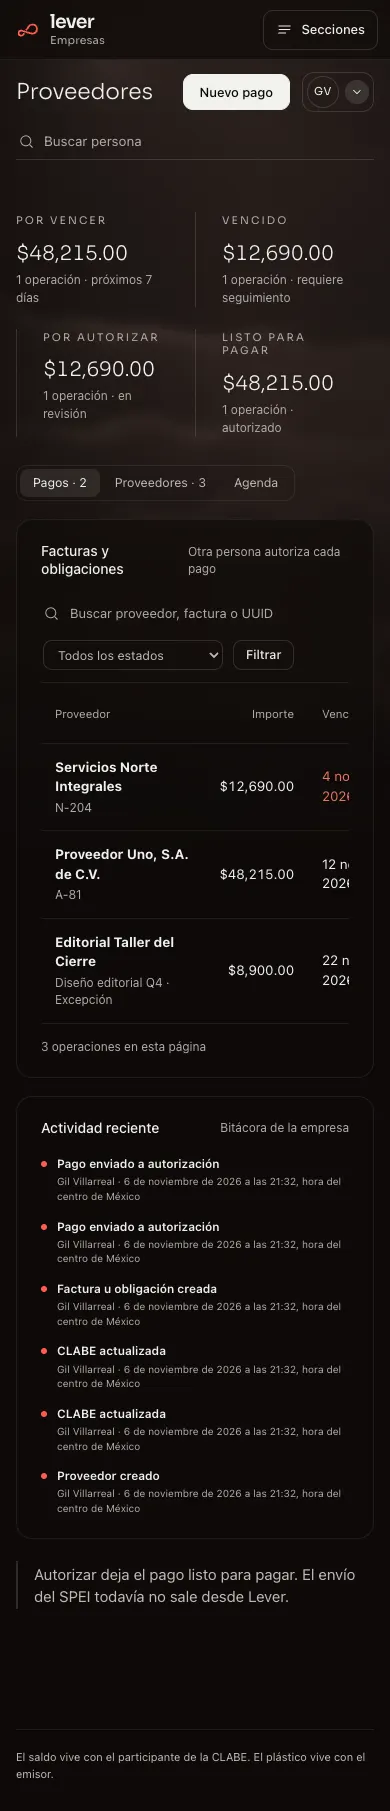 lever
Empresas
Secciones
Proveedores
Nuevo pago
GV
Buscar persona
POR VENCER
$48,215.00
1 operación · próximos 7
días
VENCIDO
$12,690.00
1 operación · requiere
seguimiento
POR AUTORIZAR
$12,690.00
1 operación · en
revisión
LISTO PARA
PAGAR
$48,215.00
1 operación ·
autorizado
Pagos · 2
Proveedores · 3
Agenda
Facturas y
obligaciones
Otra persona autoriza cada
pago
Buscar proveedor, factura o UUID
Todos los estados
Filtrar
Proveedor Importe Venc
Servicios Norte
Integrales
N-204
$12,690.00
4 no
2026
Proveedor Uno, S.A.
de C.V.
A-81
$48,215.00
12 n
2026
Editorial Taller del
Cierre
Diseño editorial Q4 ·
Excepción
$8,900.00
22 n
2026
3 operaciones en esta página
Actividad reciente
Bitácora de la empresa
Pago enviado a autorización
Gil Villarreal · 6 de noviembre de 2026 a las 21:32, hora del
centro de México
Pago enviado a autorización
Gil Villarreal · 6 de noviembre de 2026 a las 21:32, hora del
centro de México
Factura u obligación creada
Gil Villarreal · 6 de noviembre de 2026 a las 21:32, hora del
centro de México
CLABE actualizada
Gil Villarreal · 6 de noviembre de 2026 a las 21:32, hora del
centro de México
CLABE actualizada
Gil Villarreal · 6 de noviembre de 2026 a las 21:32, hora del
centro de México
Proveedor creado
Gil Villarreal · 6 de noviembre de 2026 a las 21:32, hora del
centro de México
Autorizar deja el pago listo para pagar. El envío
del SPEI todavía no sale desde Lever.
El saldo vive con el participante de la CLABE. El plástico vive con el
emisor.